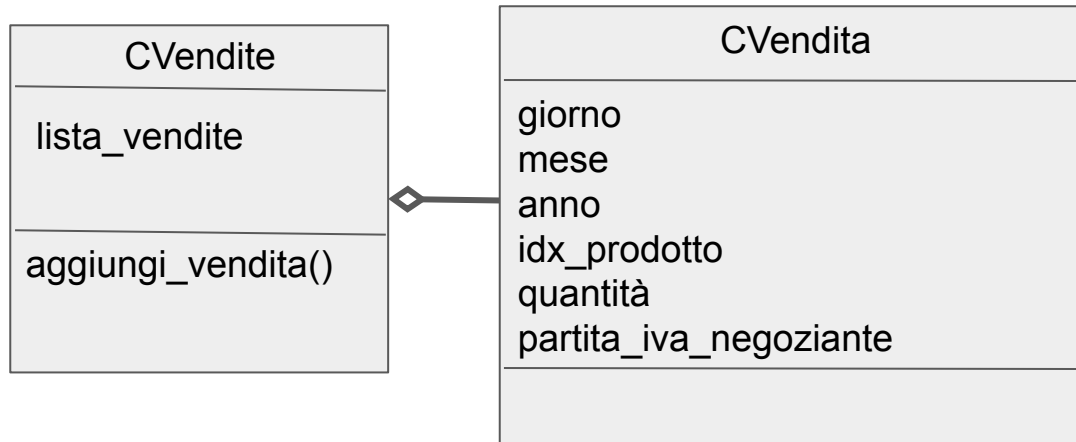 CVendite
lista_vendite
aggiungi_vendita()
CVendita
giorno
mese
anno
idx_prodotto
quantità
partita_iva_negoziante